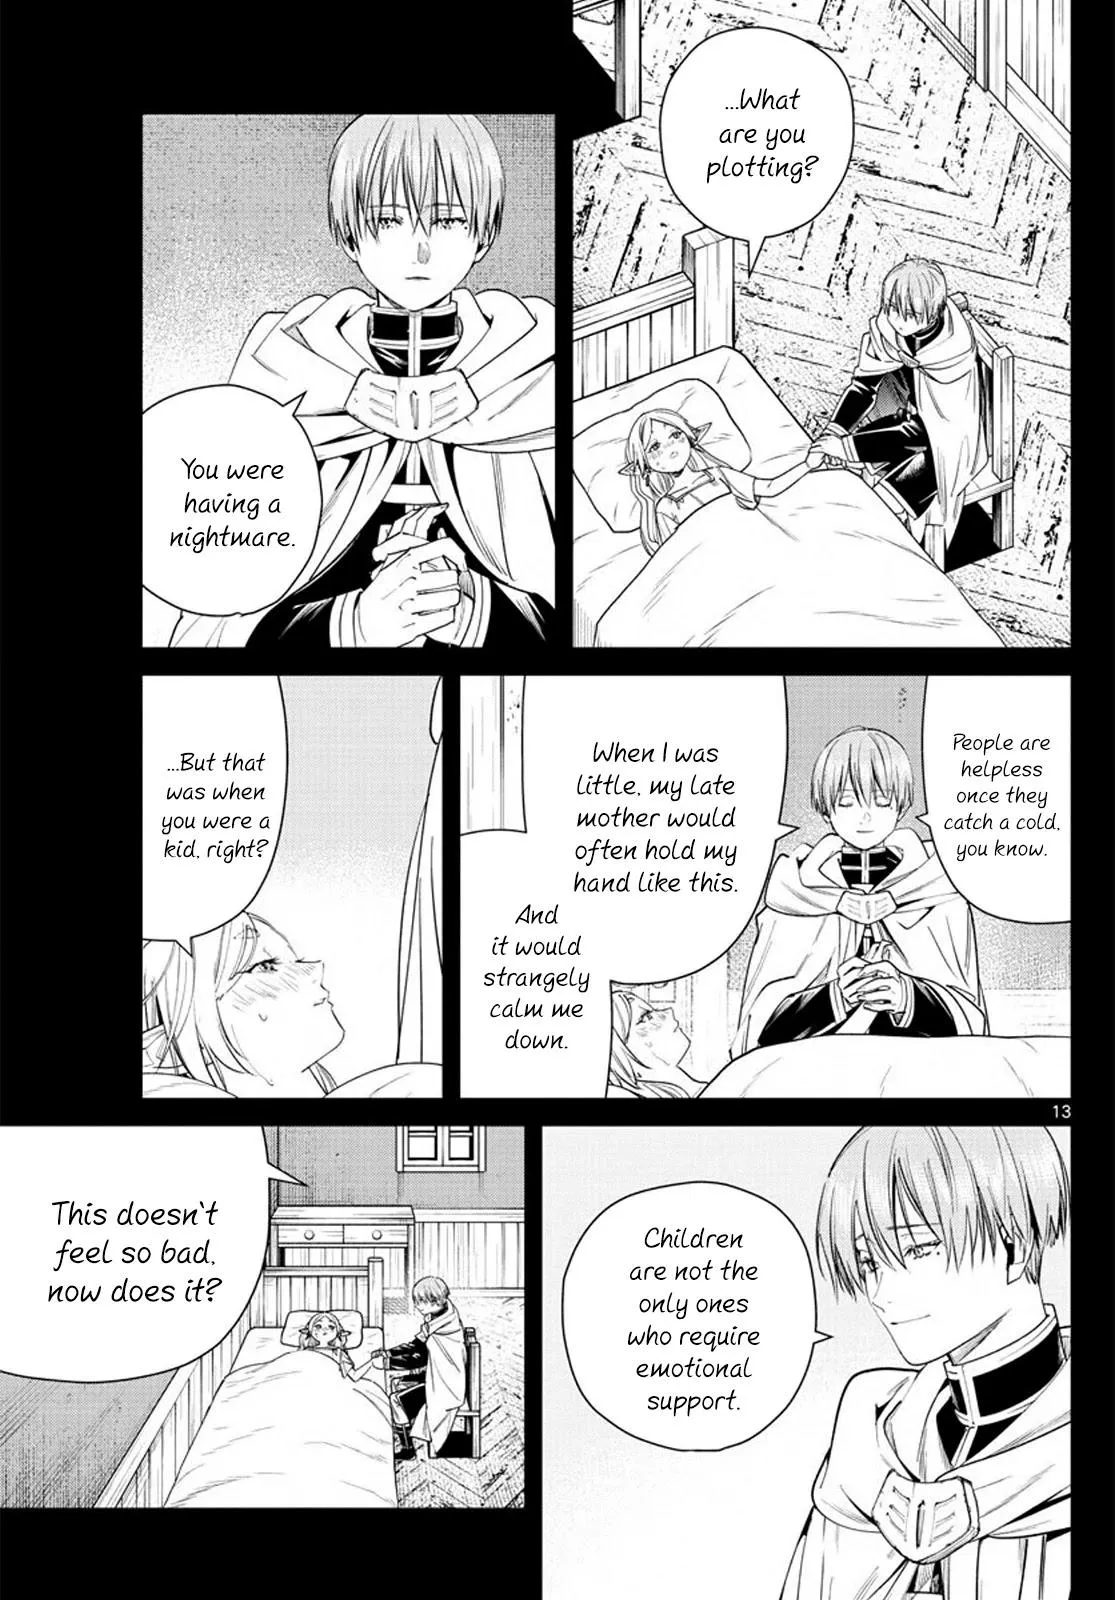 ...What
are you
plotting?
You were
having a
nightmare.
People are
helpless
once they
catch a cold,
you know.
When I was
little, my late
mother would
often hold my
hand like this.
And
it would
strangely
calm me
down.
...But that
was when
you were a
kid, right?
13
Children
are not the
only ones
who require
emotional
support.
This doesn't
feel so bad,
now does it?